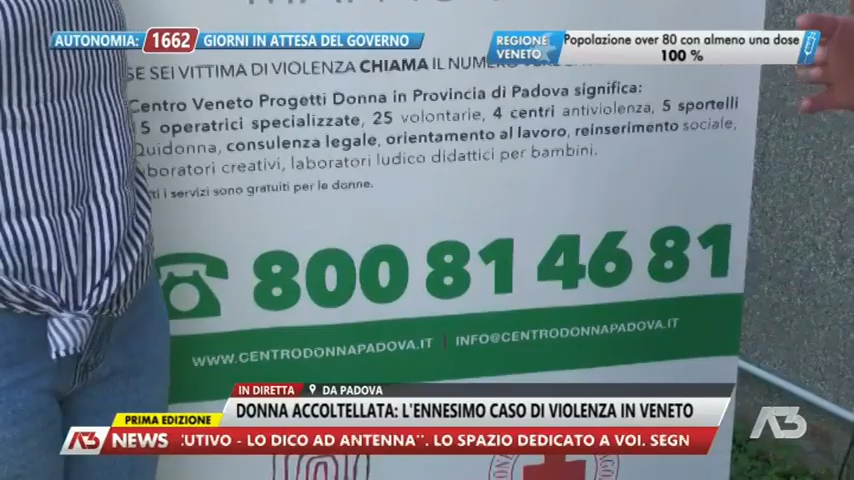 AUTONOMIA: 1662 GIORNI IN ATTESA DEL GOVERNO
REGIONE VENETO
Popolazione over 80 con almeno una dose
100 %
SE SEI VITTIMA DI VIOLENZA CHIAMA IL NUMERO
Centro Veneto Progetti Donna in Provincia di Padova significa:
5 operatrici specializzate, 25 volontarie, 4 centri antiviolenza, 5 sportelli
Quidonna, consulenza legale, orientamento al lavoro, reinserimento sociale,
boratori creativi, laboratori ludico didattici per bambini.
tti i servizi sono gratuiti per le donne.
800 81 46 81
WWW.CENTRODONNAPADOVA.IT | INFO@CENTRODONNAPADOVA.IT
IN DIRETTA DA PADOVA
DONNA ACCOLTELLATA: L'ENNESIMO CASO DI VIOLENZA IN VENETO
PRIMA EDIZIONE
A3 NEWS CUTIVO - LO DICO AD ANTENNA". LO SPAZIO DEDICATO A VOI. SEGN
A3